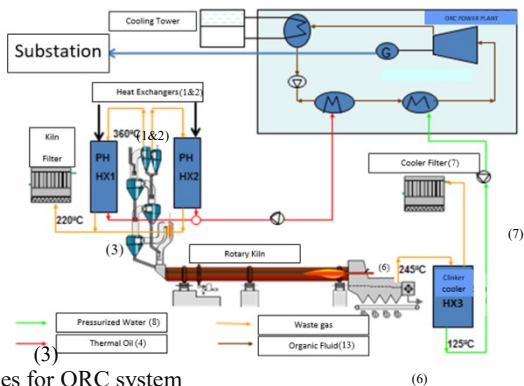 Cooling Tower
ORC POWER PLANT
Substation
G
Heat Exchangers(1&2)
Kiln
Filter
360ºC
(1&2)
PH
HX1
PH
HX2
Cooler Filter(7)
220ºC
(7)
(3)
Rotary Kiln
(6)
245ºC
Clinker
cooler
HX3
Pressurized Water (8)
Waste gas
Thermal Oil (4)
Organic Fluid(13)
125ºC
(3)
es for ORC system
(6)